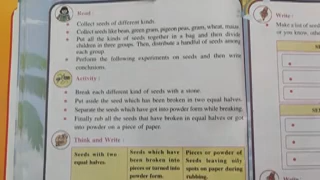 Read :
Collect seeds of different kinds
Collect seeds like bean, green gram, pigeon peas, gram, wheat, maize.
Put all the kinds of seeds together in a bag and then divide
children in three groups. Then, distribute a handful of seeds among
each group.
Perform the following experiments on seeds and then write
conclusions.
Activity :
Break each different kind of seeds with a stone.
Put aside the seed which has been broken in two equal halves.
Separate the seeds which have got into powder form while breaking.
Finally rub all the seeds that have broken in equal halves or got
into powder on a piece of paper.
Think and Write :
Seeds with two
equal halves.
Seeds which have
been broken into
pieces or turned into
powder form.
Pieces or powder of
Seeds leaving oily
spots on paper during
rubbing.
Write
Make a list of
or you know,